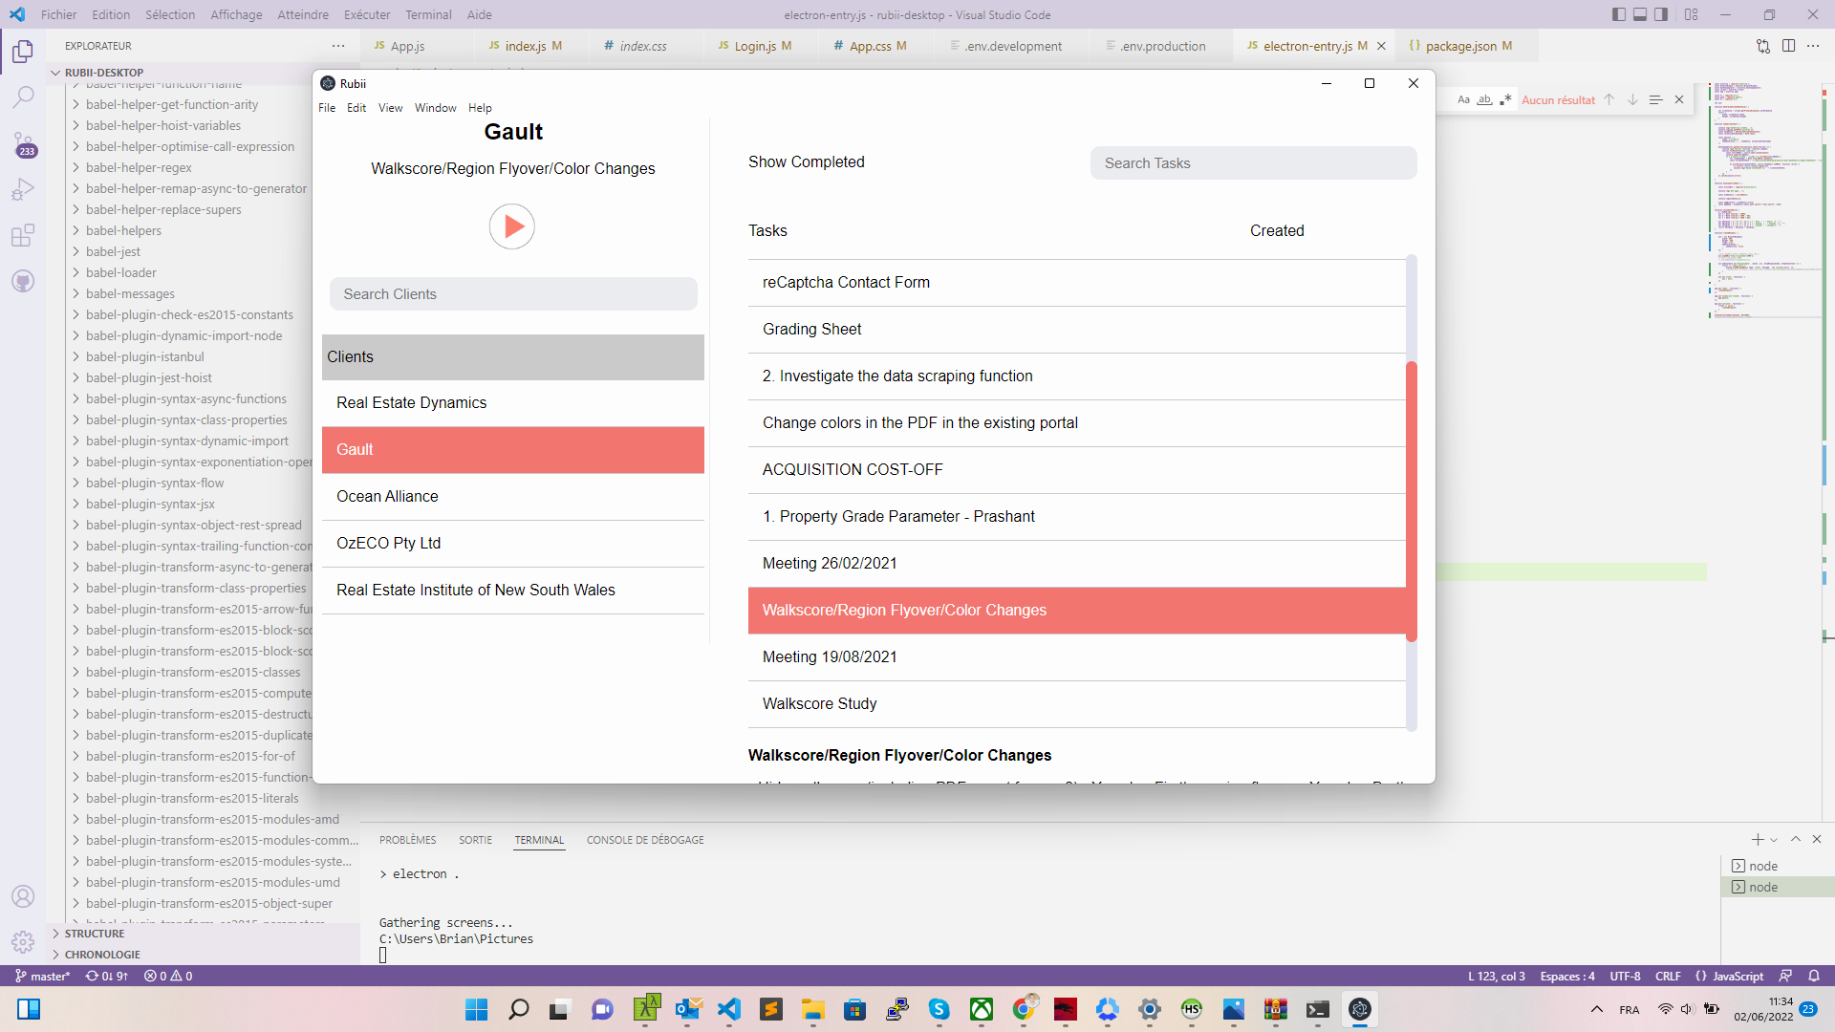 Fichier Edition Sélection Affichage Atteindre Exécuter Terminal Aide
electron-entry.js - rubii-desktop - Visual Studio Code
EXPLORATEUR
JS App.js
JS index.js M
# index.css
JS Login.js M
# App.css M
.env.development
.env.production
JS electron-entry.js M
{} package.json M
RUBII-DESKTOP
babel-helper-function-name
babel-helper-get-function-arity
babel-helper-hoist-variables
babel-helper-optimise-call-expression
babel-helper-regex
babel-helper-remap-async-to-generator
babel-helper-replace-supers
babel-helpers
babel-jest
babel-loader
babel-messages
babel-plugin-check-es2015-constants
babel-plugin-dynamic-import-node
babel-plugin-istanbul
babel-plugin-jest-hoist
babel-plugin-syntax-async-functions
babel-plugin-syntax-class-properties
babel-plugin-syntax-dynamic-import
babel-plugin-syntax-exponentiation-oper
babel-plugin-syntax-flow
babel-plugin-syntax-jsx
babel-plugin-syntax-object-rest-spread
babel-plugin-syntax-trailing-function-con
babel-plugin-transform-async-to-generat
babel-plugin-transform-class-properties
babel-plugin-transform-es2015-arrow-fun
babel-plugin-transform-es2015-block-sco
babel-plugin-transform-es2015-block-sco
babel-plugin-transform-es2015-classes
babel-plugin-transform-es2015-compute
babel-plugin-transform-es2015-destructu
babel-plugin-transform-es2015-duplicate
babel-plugin-transform-es2015-for-of
babel-plugin-transform-es2015-function-
babel-plugin-transform-es2015-literals
babel-plugin-transform-es2015-modules-amd
babel-plugin-transform-es2015-modules-comm...
babel-plugin-transform-es2015-modules-syste...
babel-plugin-transform-es2015-modules-umd
babel-plugin-transform-es2015-object-super
babel-plugin-transform-es2015-parameters
STRUCTURE
CHRONOLOGIE
233
Aa ab Aucun résultat
Rubii
File Edit View Window Help
Gault
Walkscore/Region Flyover/Color Changes
Search Clients
Clients
Real Estate Dynamics
Gault
Ocean Alliance
OzECO Pty Ltd
Real Estate Institute of New South Wales
Show Completed
Search Tasks
Tasks Created
reCaptcha Contact Form
Grading Sheet
2. Investigate the data scraping function
Change colors in the PDF in the existing portal
ACQUISITION COST-OFF
1. Property Grade Parameter - Prashant
Meeting 26/02/2021
Walkscore/Region Flyover/Color Changes
Meeting 19/08/2021
Walkscore Study
Walkscore/Region Flyover/Color Changes
PROBLÈMES SORTIE TERMINAL CONSOLE DE DÉBOGAGE
> electron .
Gathering screens...
C:\Users\Brian\Pictures
node
node
master* 0↓ 9↑ 0 0
L 123, col 3 Espaces : 4 UTF-8 CRLF {} JavaScript
FRA
11:34
02/06/2022
23